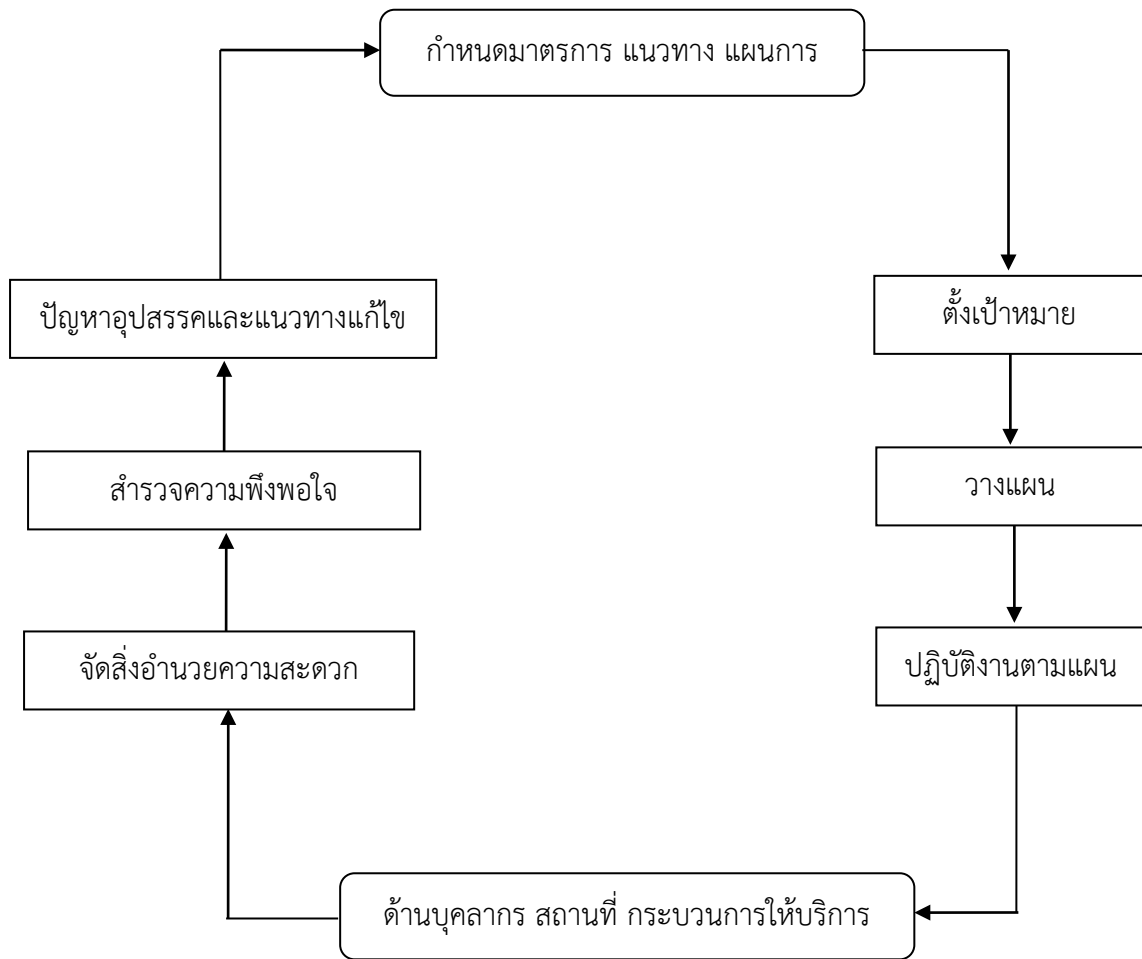 กำหนดมาตรการ แนวทาง แผนการ
ปัญหาอุปสรรคและแนวทางแก้ไข
ตั้งเป้าหมาย
สำรวจความพึงพอใจ
วางแผน
จัดสิ่งอำนวยความสะดวก
ปฏิบัติงานตามแผน
ด้านบุคลากร สถานที่ กระบวนการให้บริการ